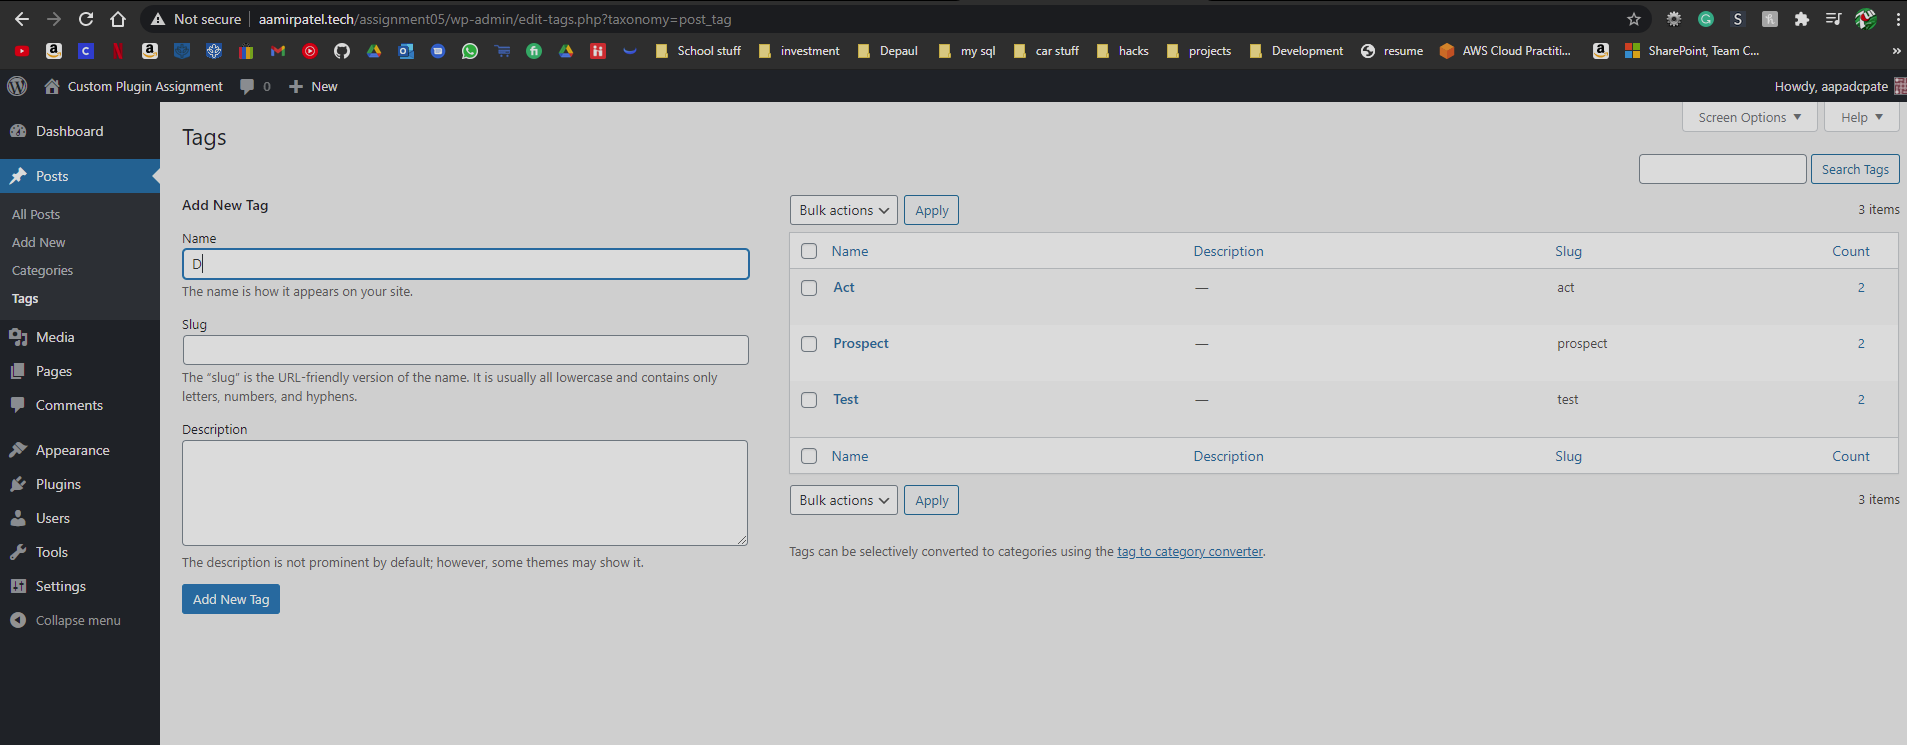 Not secure aamirpatel.tech/assignment05/wp-admin/edit-tags.php?taxonomy=post_tag
School stuff investment Depaul my sql car stuff hacks projects Development resume AWS Cloud Practiti... SharePoint, Team C... »
Custom Plugin Assignment 0 New Howdy, aapadcpate
Dashboard
Posts
All Posts
Add New
Categories
Tags
Media
Pages
Comments
Appearance
Plugins
Users
Tools
Settings
Collapse menu
Screen Options Help
Tags
Search Tags
Add New Tag
Name
D
The name is how it appears on your site.
Slug
The “slug” is the URL-friendly version of the name. It is usually all lowercase and contains only
letters, numbers, and hyphens.
Description
The description is not prominent by default; however, some themes may show it.
Add New Tag
Bulk actions Apply 3 items
Name Description Slug Count
Act — act 2
Prospect — prospect 2
Test — test 2
Name Description Slug Count
Bulk actions Apply 3 items
Tags can be selectively converted to categories using the tag to category converter.